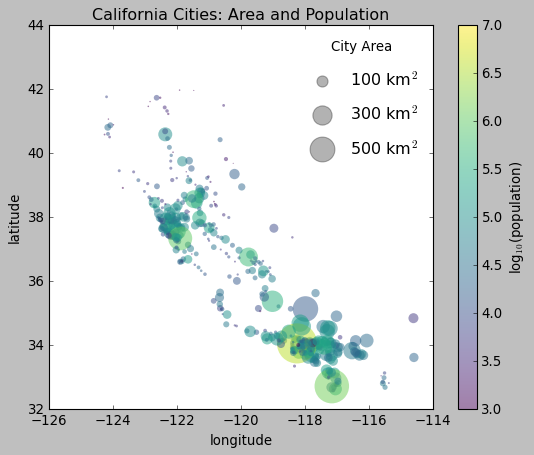 California Cities: Area and Population
44
42
40
38
36
34
32
latitude
−126
−124
−122
−120
−118
−116
−114
longitude
City Area
100 km²
300 km²
500 km²
7.0
6.5
6.0
5.5
5.0
4.5
4.0
3.5
3.0
log₁₀(population)